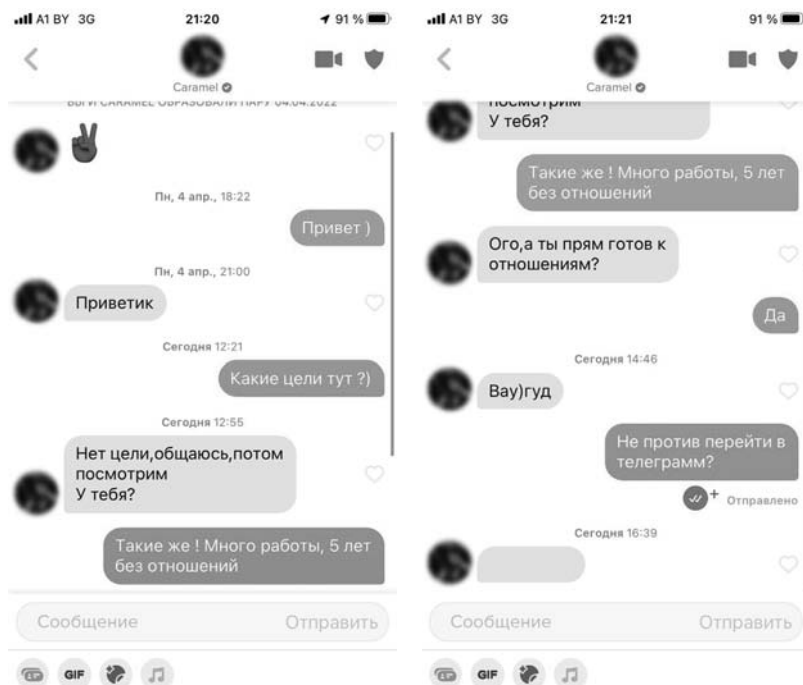 A1 BY 3G 21:20 91 %
Caramel
ВЫ И CARAMEL ОБРАЗОВАЛИ ПАРУ 04.04.2022
Пн, 4 апр., 18:22
Привет )
Пн, 4 апр., 21:00
Приветик
Сегодня 12:21
Какие цели тут ?)
Сегодня 12:55
Нет цели,общаюсь,потом
посмотрим
У тебя?
Такие же ! Много работы, 5 лет
без отношений
Сообщение Отправить
GIF
A1 BY 3G 21:21 91 %
Caramel
посмотрим
У тебя?
Такие же ! Много работы, 5 лет
без отношений
Ого,а ты прям готов к
отношениям?
Да
Сегодня 14:46
Вау)гуд
Не против перейти в
телеграмм?
Отправлено
Сегодня 16:39
Сообщение Отправить
GIF